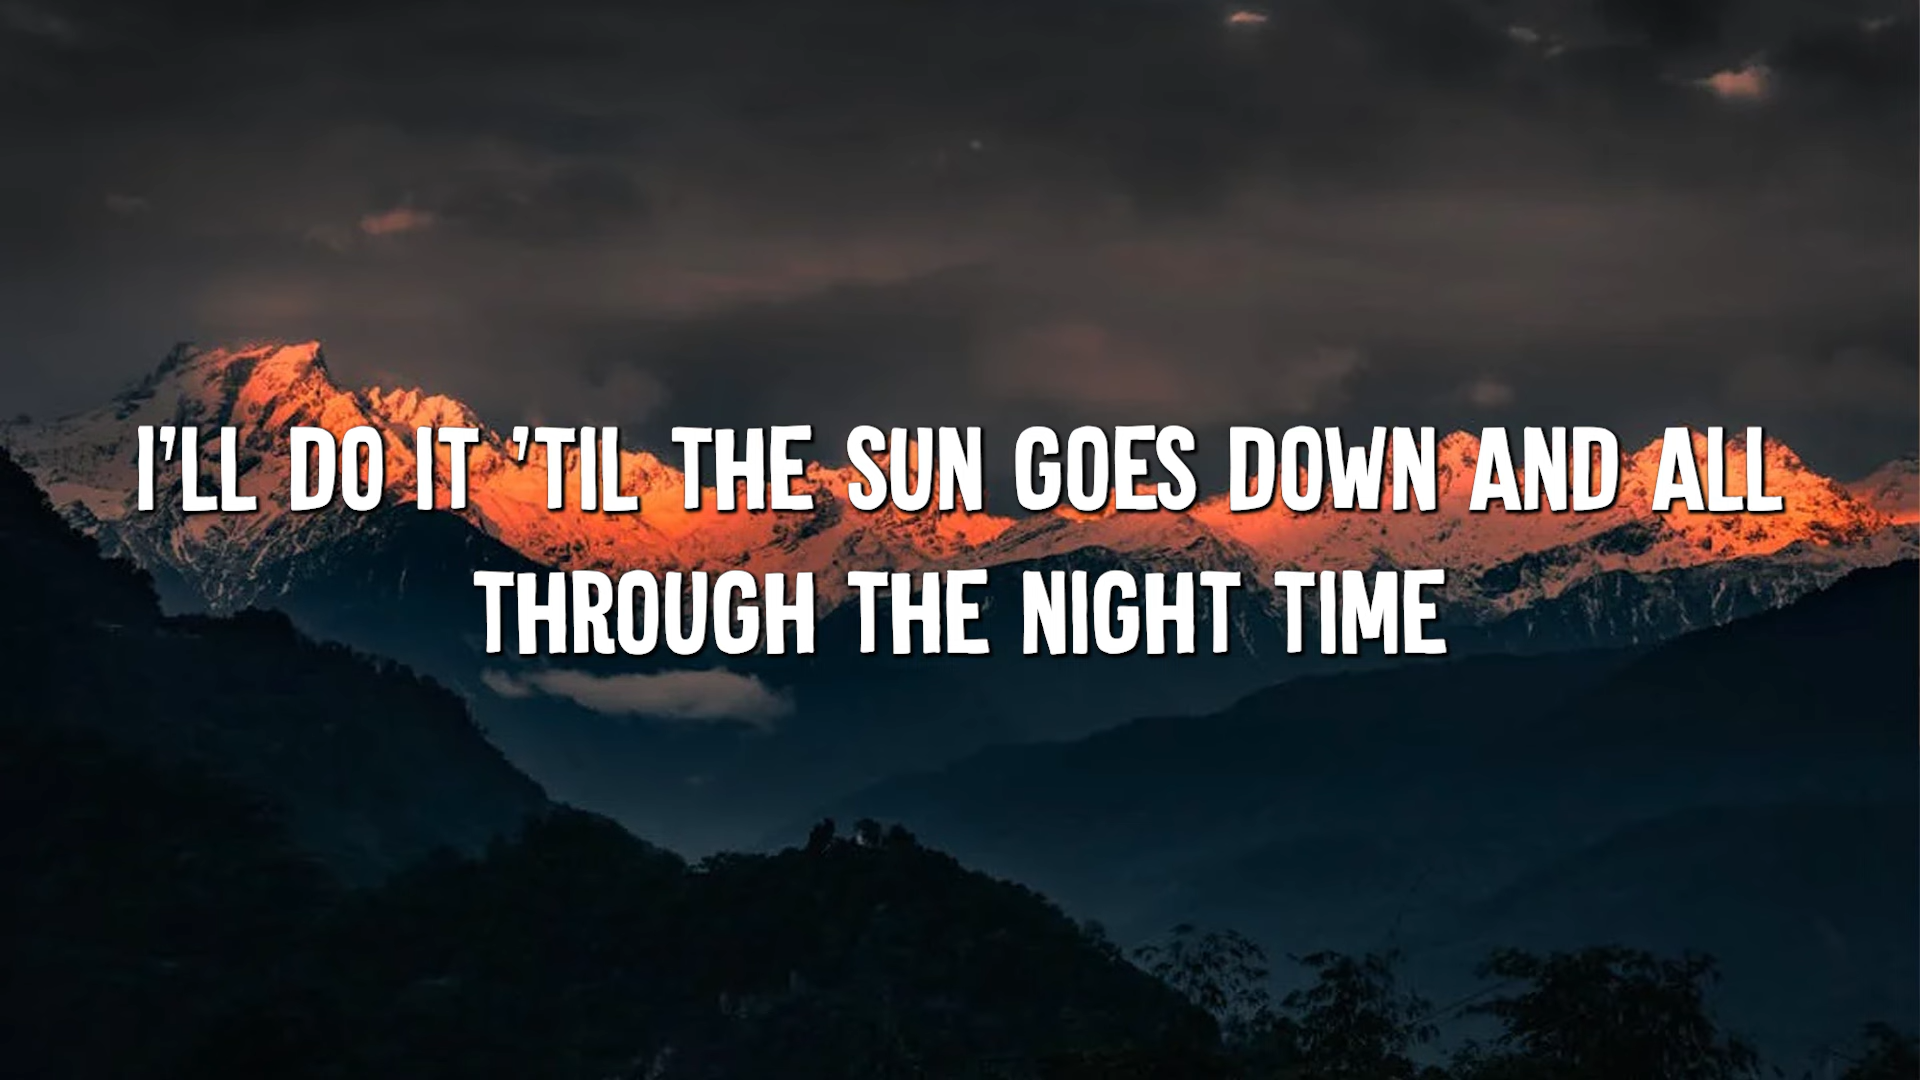 I'LL DO IT 'TIL THE SUN GOES DOWN AND ALL
THROUGH THE NIGHT TIME